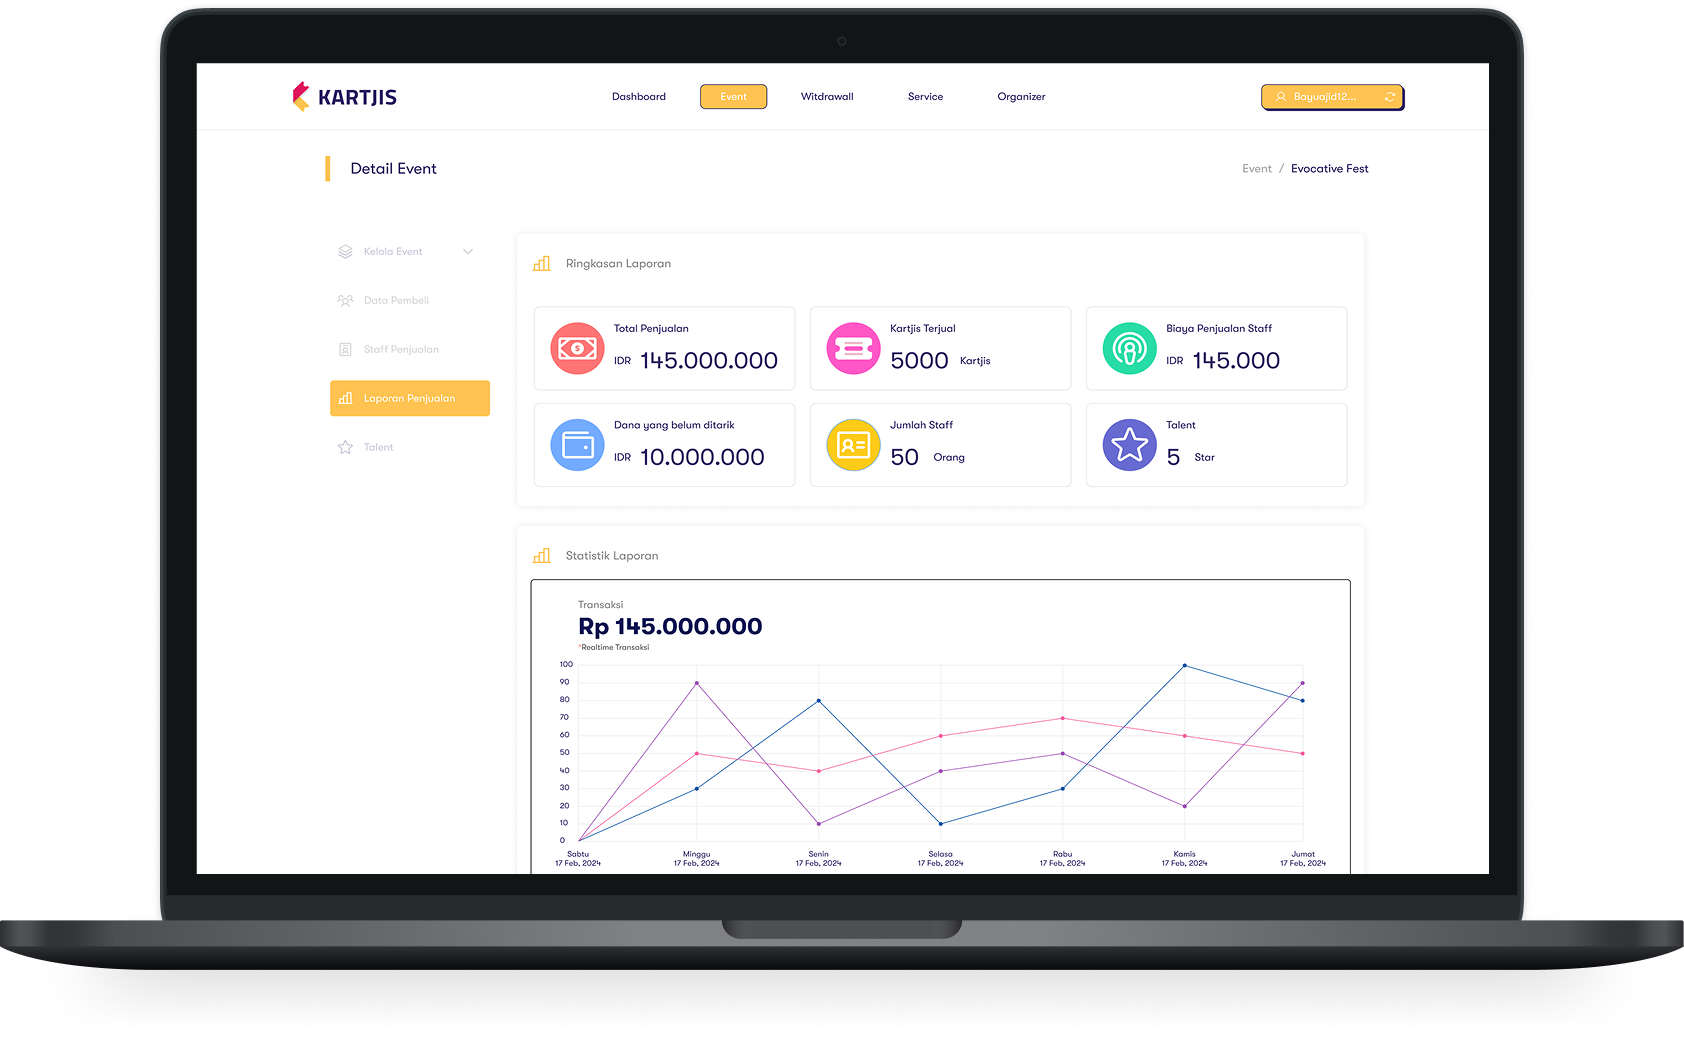 KARTJIS
Dashboard
Event
Witdrawall
Service
Organizer
Bayuajid12...
Detail Event
Event / Evocative Fest
Kelola Event
Data Pembeli
Staff Penjualan
Laporan Penjualan
Talent
Ringkasan Laporan
Total Penjualan
IDR 145.000.000
Kartjis Terjual
5000 Kartjis
Biaya Penjualan Staff
IDR 145.000
Dana yang belum ditarik
IDR 10.000.000
Jumlah Staff
50 Orang
Talent
5 Star
Statistik Laporan
Transaksi
Rp 145.000.000
*Realtime Transaksi
100
90
80
70
60
50
40
30
20
10
0
Sabtu
17 Feb, 2024
Minggu
17 Feb, 2024
Senin
17 Feb, 2024
Selasa
17 Feb, 2024
Rabu
17 Feb, 2024
Kamis
17 Feb, 2024
Jumat
17 Feb, 2024